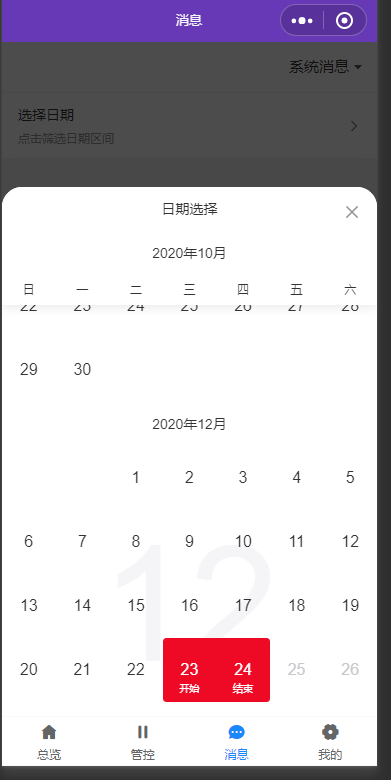 消息
系统消息
选择日期
点击筛选日期区间
日期选择
2020年10月
日 一 二 三 四 五 六
22 23 24 25 26 27 28
29 30
2020年12月
12
1 2 3 4 5
6 7 8 9 10 11 12
13 14 15 16 17 18 19
20 21 22 23 24 25 26
开始 结束
总览 管控 消息 我的